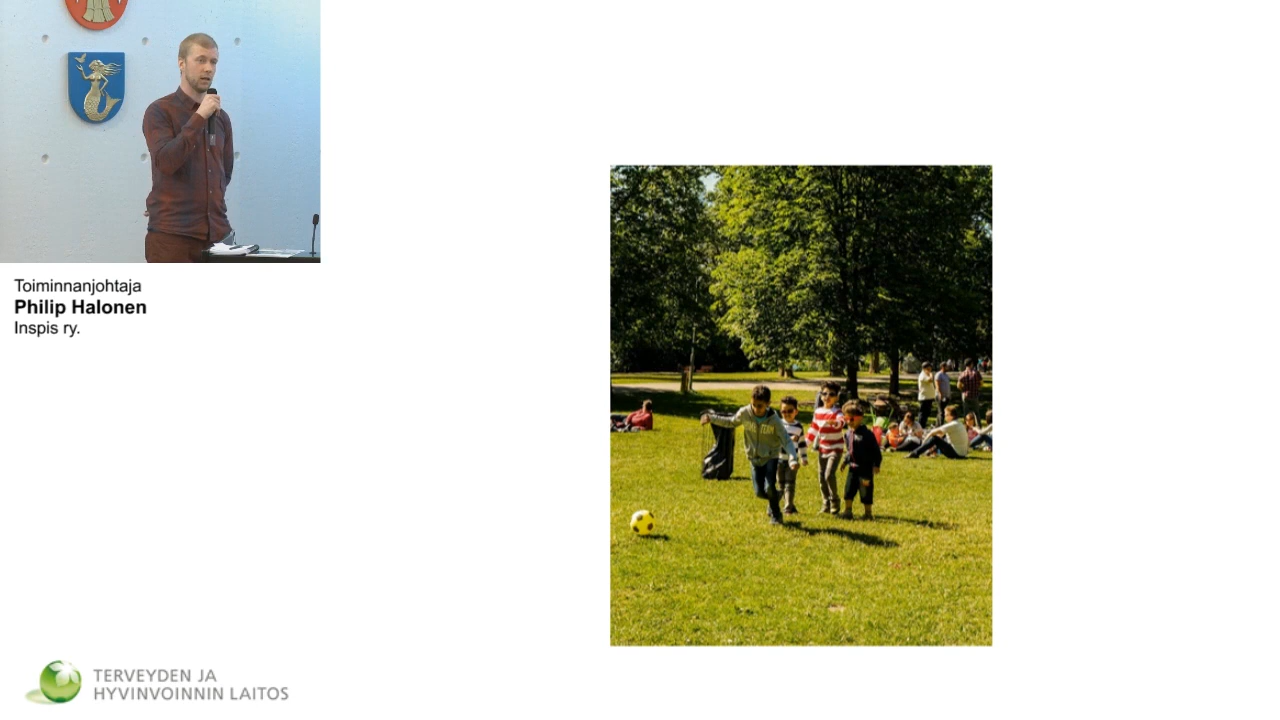 Toiminnanjohtaja
Philip Halonen
Inspis ry.
TERVEYDEN JA
HYVINVOINNIN LAITOS